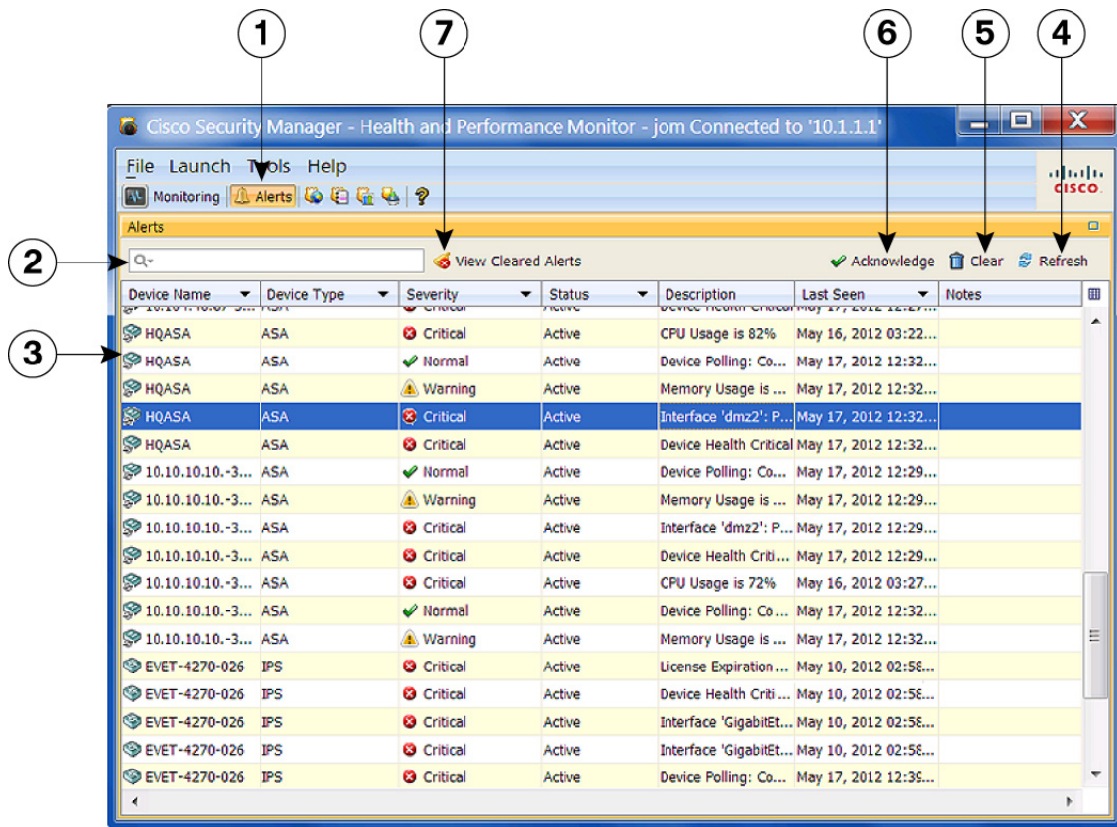 1 7 6 5 4
Cisco Security Manager - Health and Performance Monitor - jom Connected to '10.1.1.1'
File Launch Tools Help
cisco
Monitoring Alerts
Alerts
2
View Cleared Alerts Acknowledge Clear Refresh
Device Name Device Type Severity Status Description Last Seen Notes
3
HQASA ASA Critical Active CPU Usage is 82% May 16, 2012 03:22...
HQASA ASA Normal Active Device Polling: Co... May 17, 2012 12:32...
HQASA ASA Warning Active Memory Usage is ... May 17, 2012 12:32...
HQASA ASA Critical Active Interface 'dmz2': P... May 17, 2012 12:32...
HQASA ASA Critical Active Device Health Critical May 17, 2012 12:32...
10.10.10.10.-3... ASA Normal Active Device Polling: Co... May 17, 2012 12:29...
10.10.10.10.-3... ASA Warning Active Memory Usage is ... May 17, 2012 12:29...
10.10.10.10.-3... ASA Critical Active Interface 'dmz2': P... May 17, 2012 12:29...
10.10.10.10.-3... ASA Critical Active Device Health Criti... May 17, 2012 12:29...
10.10.10.10.-3... ASA Critical Active CPU Usage is 72% May 16, 2012 03:27...
10.10.10.10.-3... ASA Normal Active Device Polling: Co... May 17, 2012 12:32...
10.10.10.10.-3... ASA Warning Active Memory Usage is ... May 17, 2012 12:32...
EVET-4270-026 IPS Critical Active License Expiration ... May 10, 2012 02:58...
EVET-4270-026 IPS Critical Active Device Health Criti ... May 10, 2012 02:58...
EVET-4270-026 IPS Critical Active Interface 'GigabitEt... May 10, 2012 02:58...
EVET-4270-026 IPS Critical Active Interface 'GigabitEt... May 10, 2012 02:58...
EVET-4270-026 IPS Critical Active Device Polling: Co... May 17, 2012 12:39...